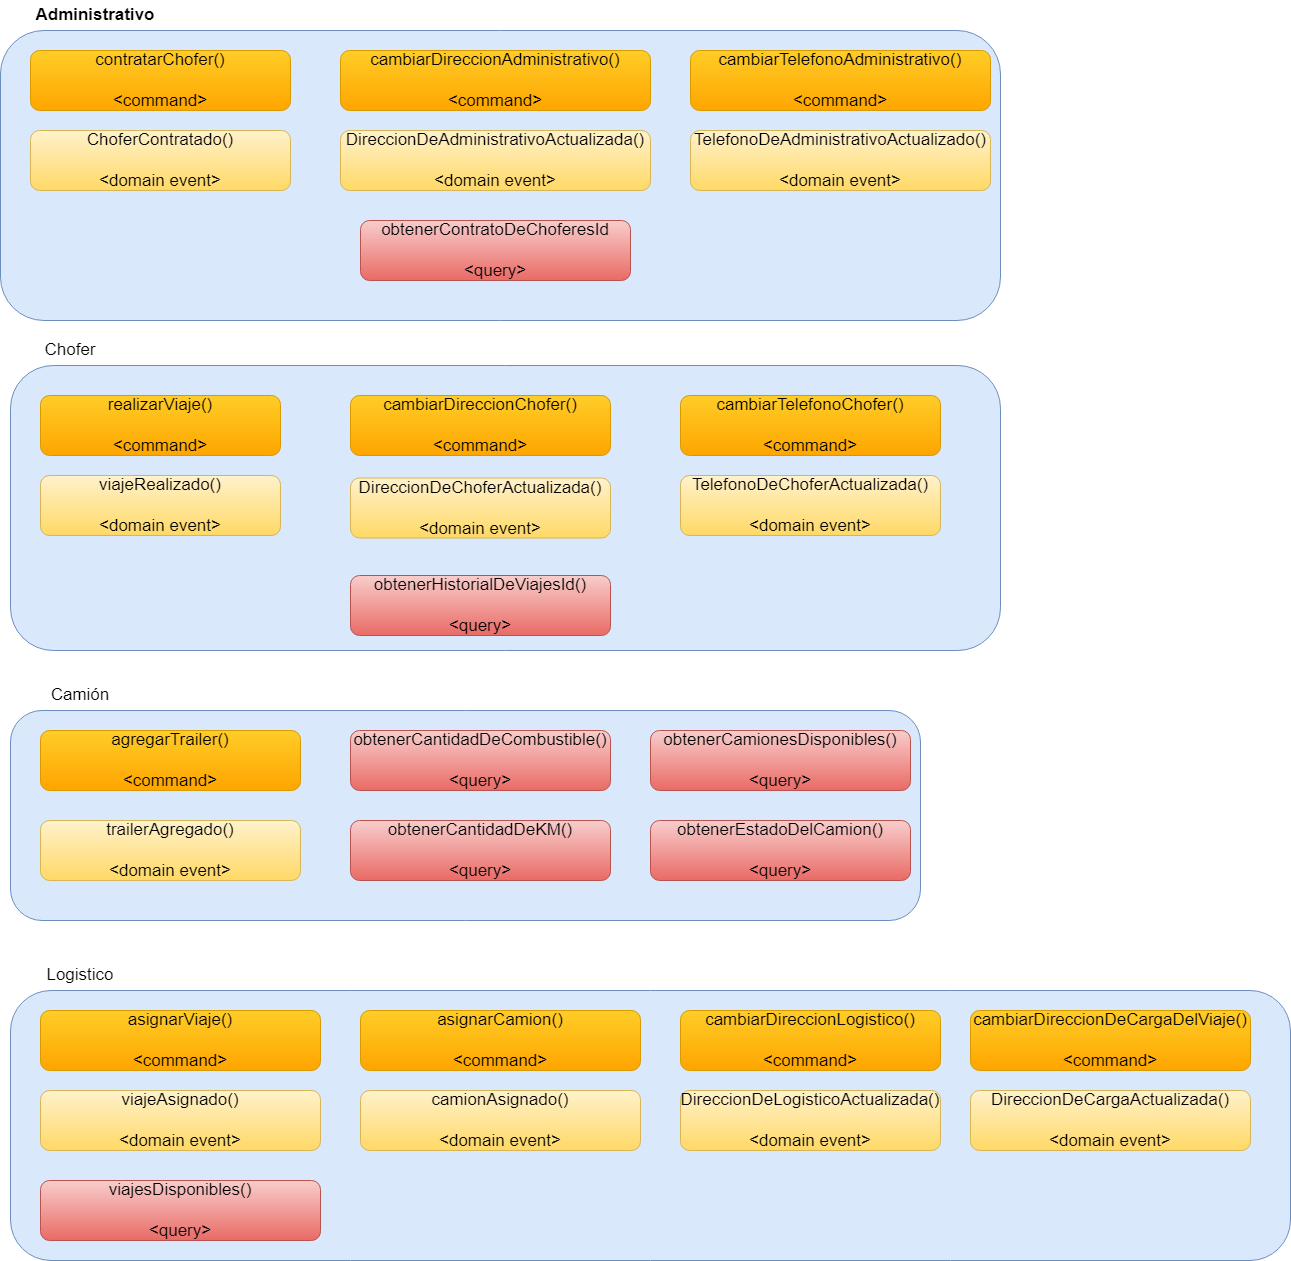 Administrativo
contratarChofer()
<command>
cambiarDireccionAdministrativo()
<command>
cambiarTelefonoAdministrativo()
<command>
ChoferContratado()
<domain event>
DireccionDeAdministrativoActualizada()
<domain event>
TelefonoDeAdministrativoActualizado()
<domain event>
obtenerContratoDeChoferesId
<query>
Chofer
realizarViaje()
<command>
cambiarDireccionChofer()
<command>
cambiarTelefonoChofer()
<command>
viajeRealizado()
<domain event>
DireccionDeChoferActualizada()
<domain event>
TelefonoDeChoferActualizada()
<domain event>
obtenerHistorialDeViajesId()
<query>
Camión
agregarTrailer()
<command>
obtenerCantidadDeCombustible()
<query>
obtenerCamionesDisponibles()
<query>
trailerAgregado()
<domain event>
obtenerCantidadDeKM()
<query>
obtenerEstadoDelCamion()
<query>
Logistico
asignarViaje()
<command>
asignarCamion()
<command>
cambiarDireccionLogistico()
<command>
cambiarDireccionDeCargaDelViaje()
<command>
viajeAsignado()
<domain event>
camionAsignado()
<domain event>
DireccionDeLogisticoActualizada()
<domain event>
DireccionDeCargaActualizada()
<domain event>
viajesDisponibles()
<query>